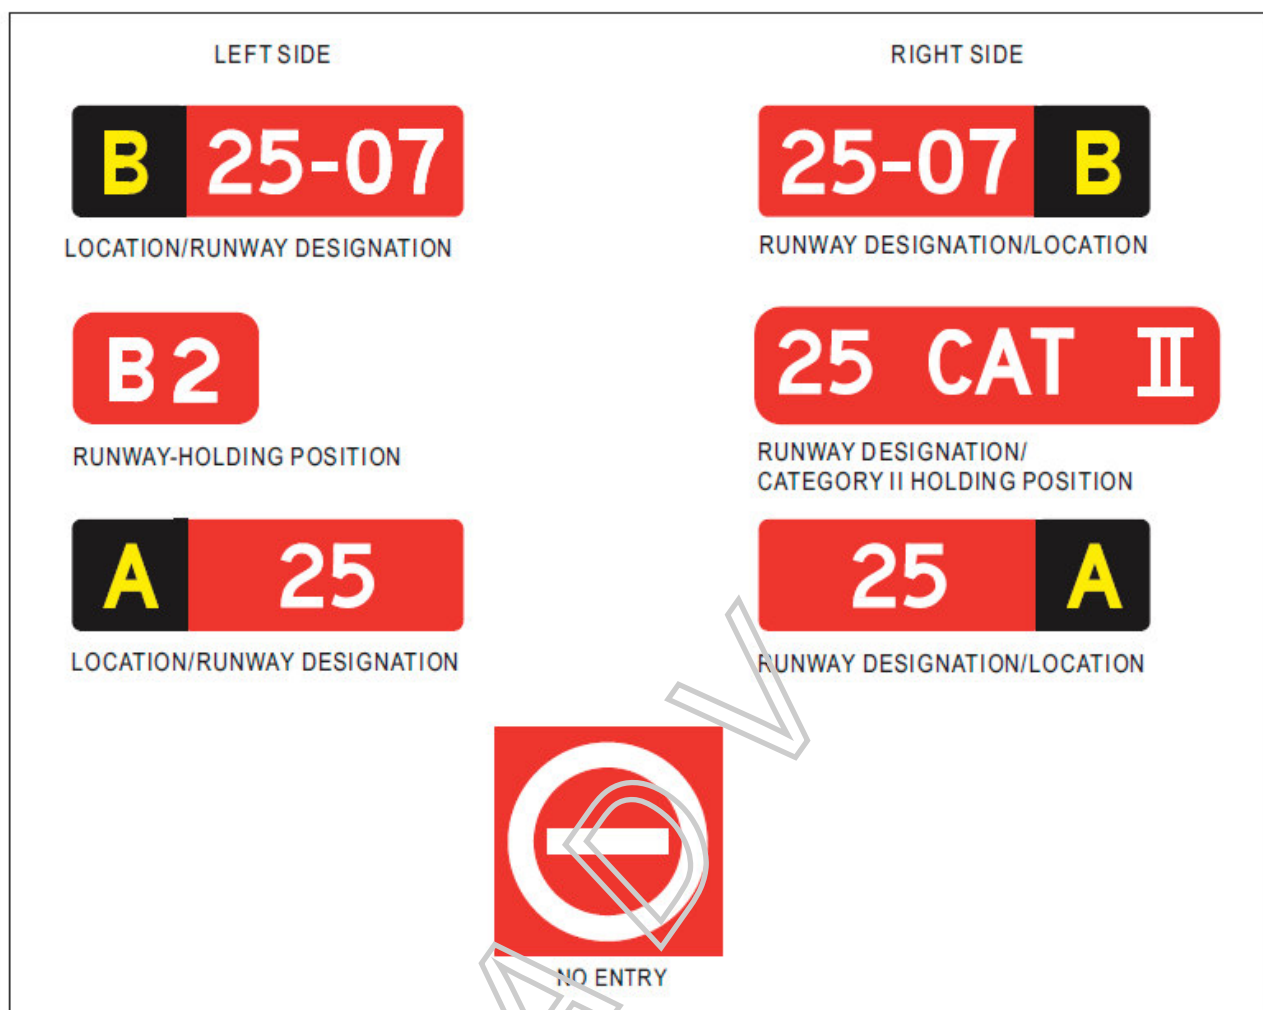 LEFT SIDE
RIGHT SIDE
B 25-07
25-07 B
LOCATION/RUNWAY DESIGNATION
RUNWAY DESIGNATION/LOCATION
B2
25 CAT II
RUNWAY-HOLDING POSITION
RUNWAY DESIGNATION/
CATEGORY II HOLDING POSITION
A 25
25 A
LOCATION/RUNWAY DESIGNATION
RUNWAY DESIGNATION/LOCATION
NO ENTRY
A D V